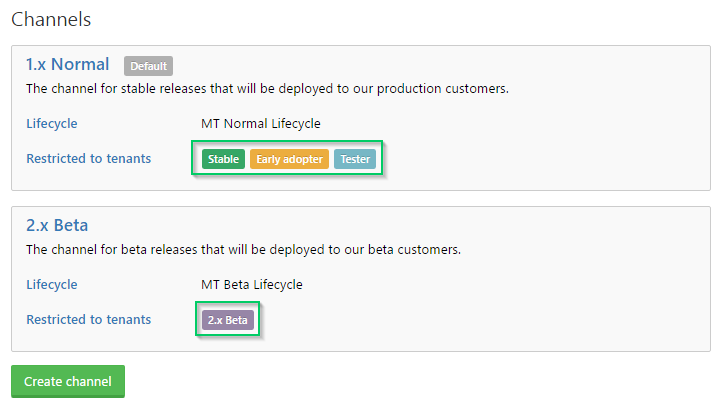 Channels
1.x Normal Default
The channel for stable releases that will be deployed to our production customers.
Lifecycle MT Normal Lifecycle
Restricted to tenants Stable Early adopter Tester
2.x Beta
The channel for beta releases that will be deployed to our beta customers.
Lifecycle MT Beta Lifecycle
Restricted to tenants 2.x Beta
Create channel